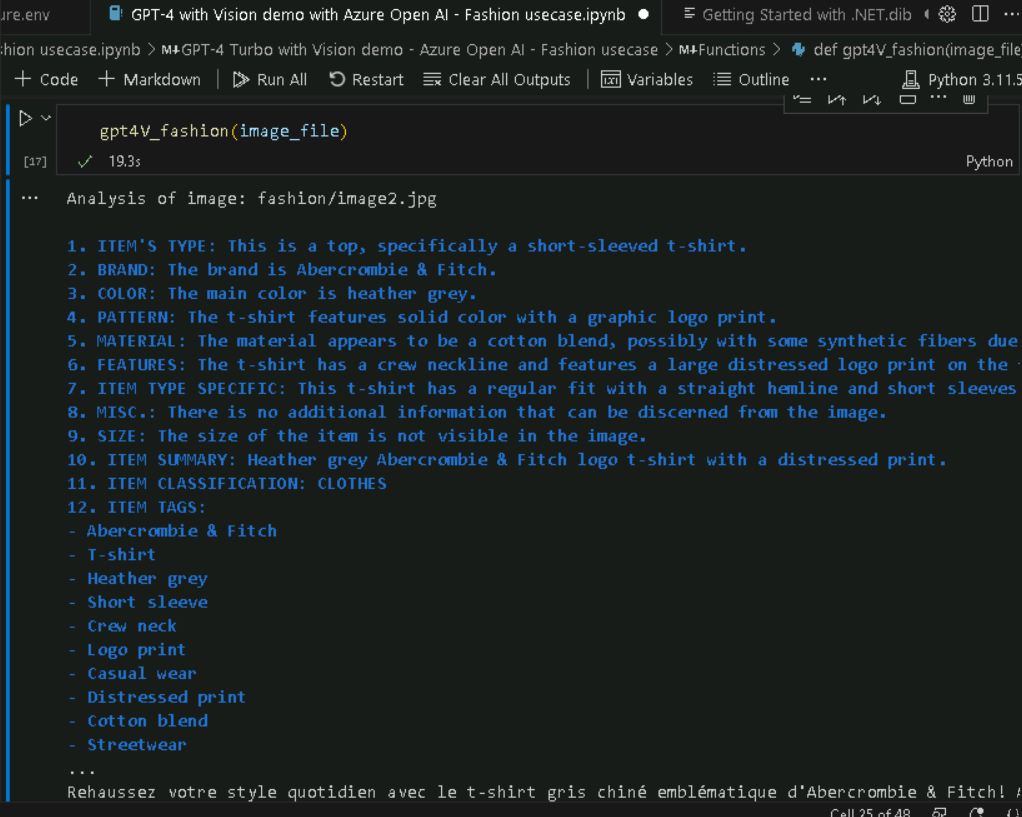 ure.env GPT-4 with Vision demo with Azure Open AI - Fashion usecase.ipynb Getting Started with .NET.dib
hion usecase.ipynb > M↓GPT-4 Turbo with Vision demo - Azure Open AI - Fashion usecase > M↓Functions > def gpt4V_fashion(image_file
+ Code + Markdown Run All Restart Clear All Outputs Variables Outline ... Python 3.11.5
gpt4V_fashion(image_file)
[17] ✓ 19.3s Python
... Analysis of image: fashion/image2.jpg
1. ITEM'S TYPE: This is a top, specifically a short-sleeved t-shirt.
2. BRAND: The brand is Abercrombie & Fitch.
3. COLOR: The main color is heather grey.
4. PATTERN: The t-shirt features solid color with a graphic logo print.
5. MATERIAL: The material appears to be a cotton blend, possibly with some synthetic fibers due
6. FEATURES: The t-shirt has a crew neckline and features a large distressed logo print on the
7. ITEM TYPE SPECIFIC: This t-shirt has a regular fit with a straight hemline and short sleeves
8. MISC.: There is no additional information that can be discerned from the image.
9. SIZE: The size of the item is not visible in the image.
10. ITEM SUMMARY: Heather grey Abercrombie & Fitch logo t-shirt with a distressed print.
11. ITEM CLASSIFICATION: CLOTHES
12. ITEM TAGS:
- Abercrombie & Fitch
- T-shirt
- Heather grey
- Short sleeve
- Crew neck
- Logo print
- Casual wear
- Distressed print
- Cotton blend
- Streetwear
...
Rehaussez votre style quotidien avec le t-shirt gris chiné emblématique d'Abercrombie & Fitch!
Cell 25 of 48